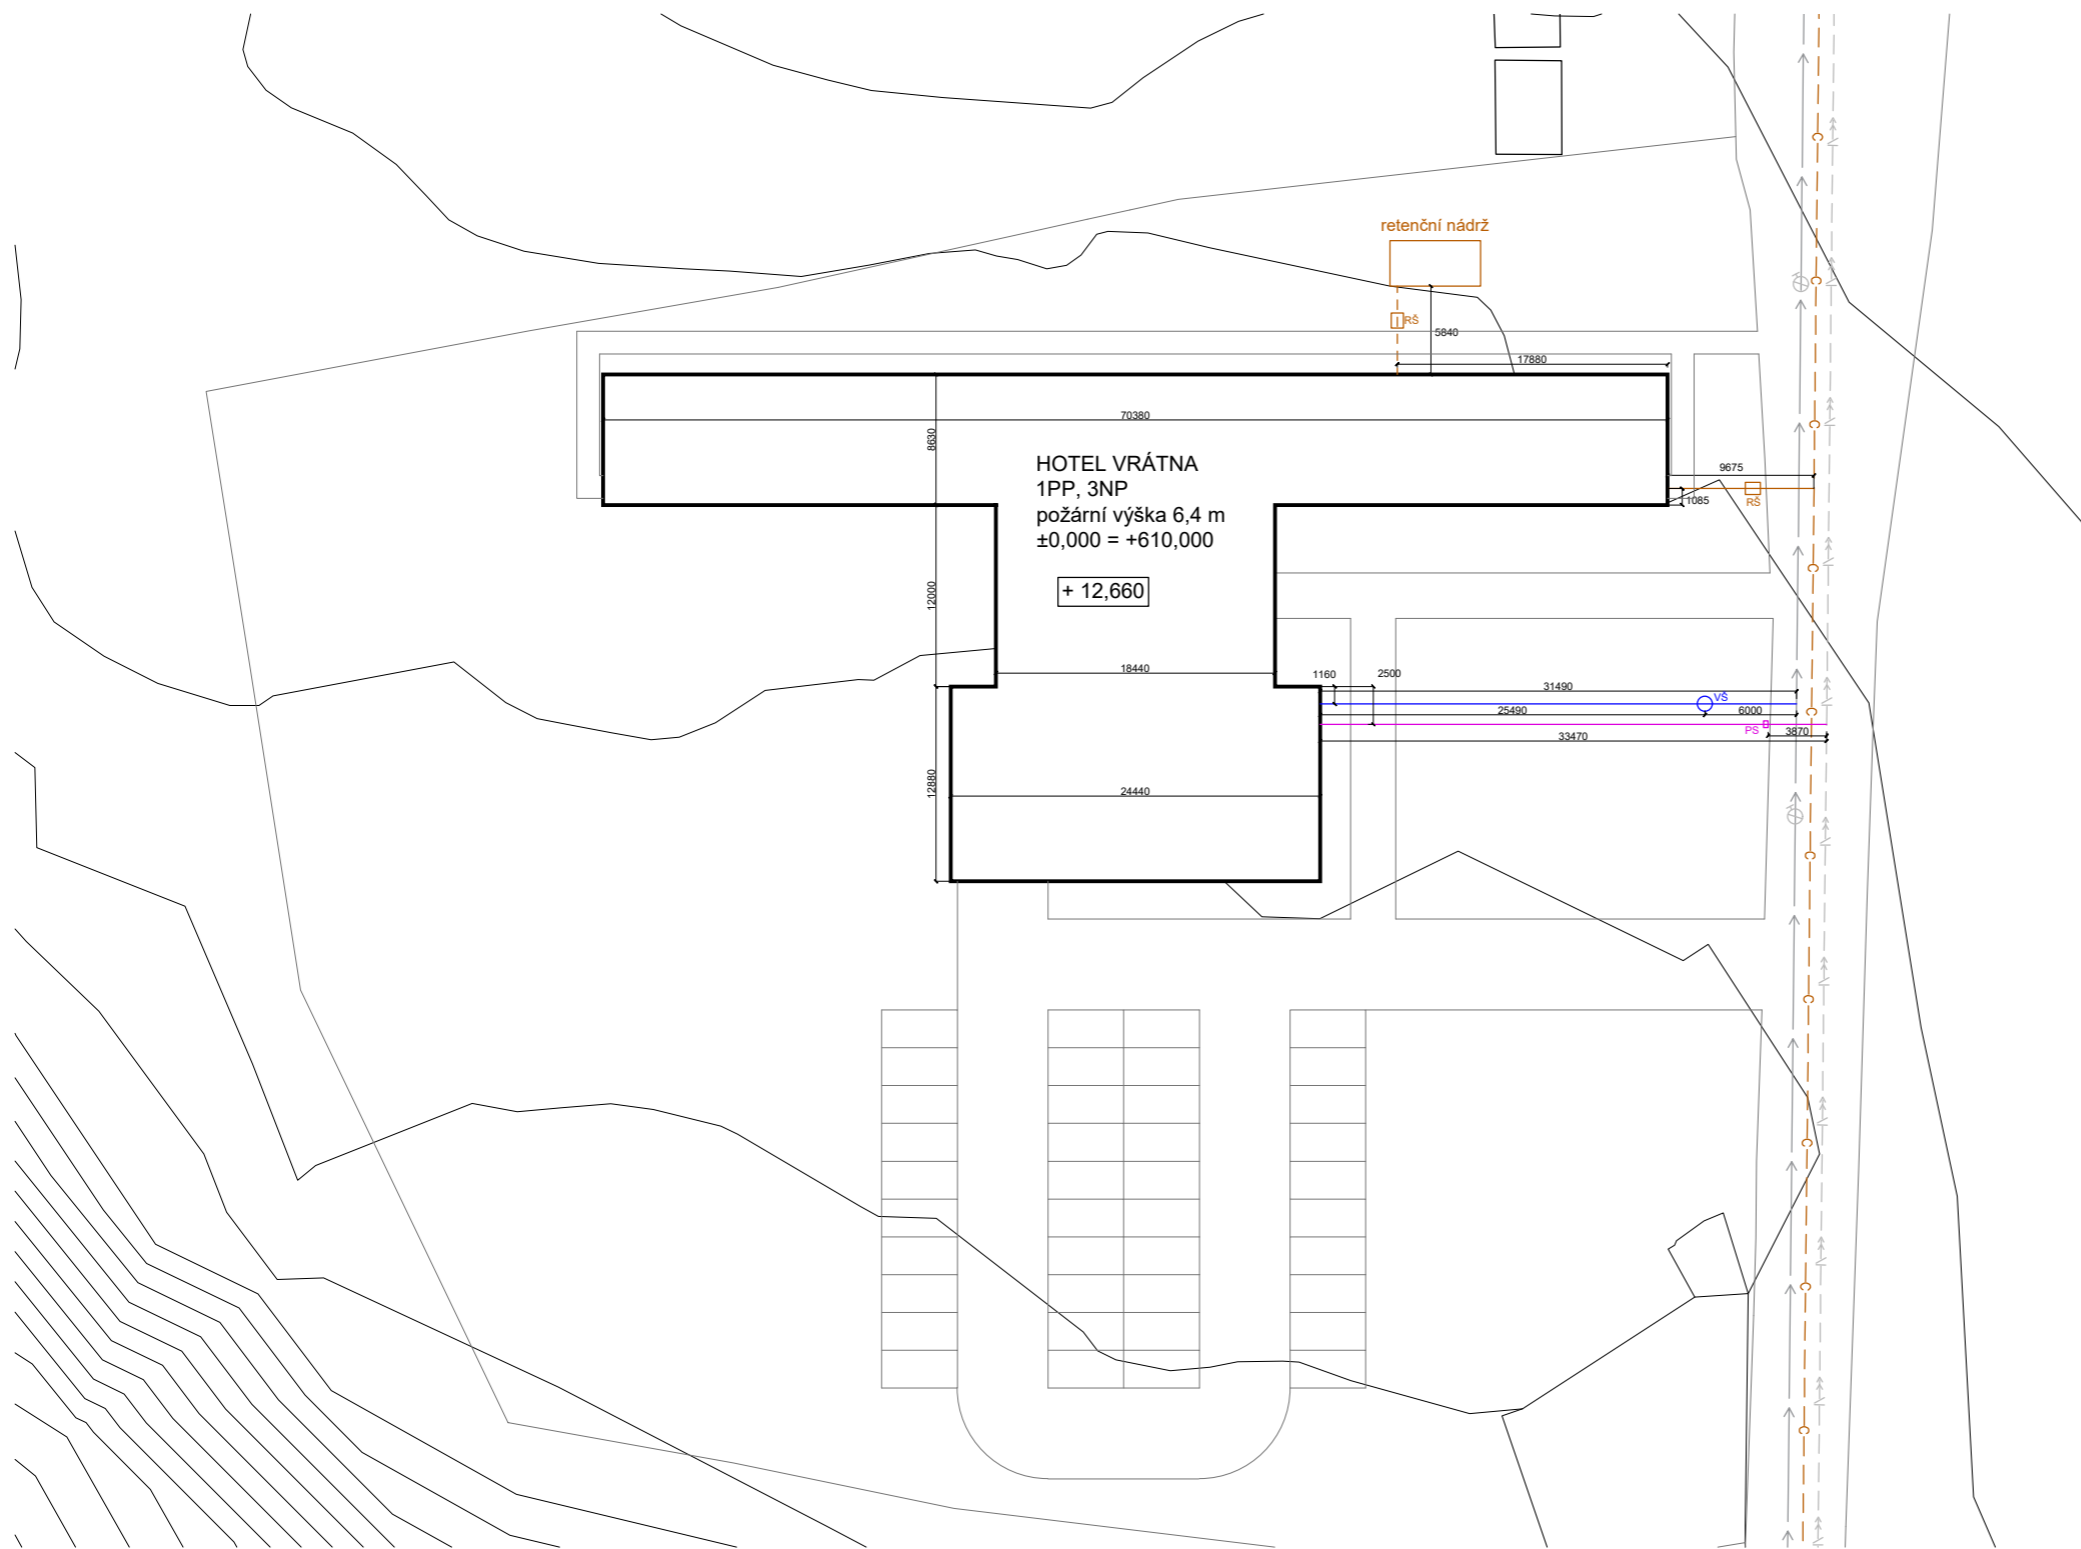 retenční nádrž
RŠ
5840
17880
70380
8630
HOTEL VRÁTNA
1PP, 3NP
požární výška 6,4 m
±0,000 = +610,000
+ 12,660
9675
1085
RŠ
12000
18440
1160
2500
31490
VŠ
25490
6000
PS
3870
33470
12880
24440
C
C
C
C
C
C
C
C
C
C